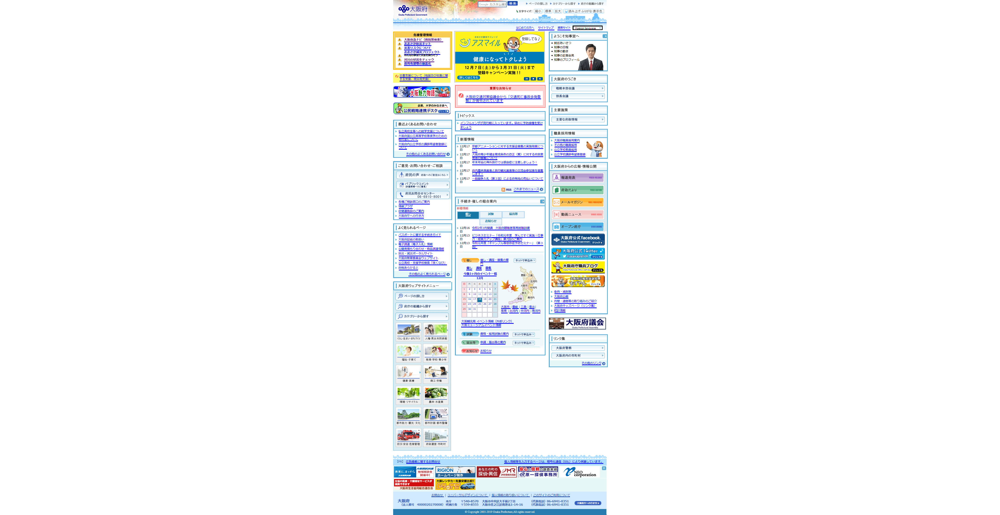 大阪府
Osaka Prefectural Government
Google カスタム検索
検索
ページの探し方
カテゴリーから探す
府庁の組織から探す
文字サイズ:
縮小
標準
拡大
読み上げ・ふりがな・表示色
はじめての方へ
サイトマップ
携帯サイト
Foreign language
危機管理情報
大阪救急ナビ(病院等検索)
おおさか防災ネット
災害リスクについて
おおさか減災プロジェクト
みんなの参加で災害を減らそう
河川の状況をチェック
府所有建物の耐震化
災害支援について(地震及び台風に関
する支援、被災地支援)
大阪魅力物語
クリック
企業、大学のみなさまへ
公民戦略連携デスク
クリック
最近よくあるお問い合わせ
私立高校生等への就学支援について
大阪府国公立高等学校等奨学のための
給付金について
大阪府内公立学校の講師希望者登録に
ついて
その他のよくあるお問い合わせ
ご意見・お問い合わせ・ご相談
府民の声 府政へのご意見はこちら
パブリックコメント
(計画案等へのご意見)
府民お問合せセンター
06-6910-8001
各種ご相談窓口のご案内
情報プラザ
府関連施設のご案内
大阪府庁への行き方
よく見られるページ
パスポートに関する手続きガイド
大阪府証紙の取扱い
電子調達(電子入札)情報
公開見積もり合わせ・物品調達情報
防災・減災ポータルサイト
大阪教育委員会ウェブサイト
公立高校・支援学校検索「咲くなび」
府税あらかると
その他のよく見られるページ
大阪府ウェブサイトメニュー
ページの探し方
府庁の組織から探す
カテゴリーから探す
くらし・住まい・まちづくり
人権・男女共同参画
福祉・子育て
教育・学校・青少年
健康・医療
商工・労働
環境・リサイクル
農林・水産業
都市魅力・観光・文化
都市計画・都市整備
防災・安全・危機管理
府政運営・市町村
おおさか健活マイレージ
アスマイル
登録してな♪
健康になってトクしよう
12月7日(土)から3月31日(火)まで
登録キャンペーン実施!!
詳しくはこちら
重要なお知らせ
大阪府交通対策協議会から「交通死亡事故多発警
報」が発令されています
トピックス
インフルエンザが流行期に入っています。早めに予防接種を受け
ましょう
新着情報
12月17日 京都アニメーションに対する支援金募集の実施結果につ
いて
12月17日 大阪府青少年健全育成条例の改正(案)に対する府民意
見等の募集について
12月17日 年末年始の海外旅行では感染症に注意しましょう!
12月17日 府内農林漁業者と旅行観光業者等の交流会参加者を募集
します!
12月17日 一般競争入札(第2回)による府有地の売払いについて
RSS これまでのニュース
手続き・催しの総合案内
新着情報
催し
試験
届出等
お知らせ
12月16日 令和2年3月開講 大阪府離職者等再就職訓練
12月13日 ビジネスセミナー「令和元年度 学んですぐ実践!仕事
力・経営力アップ講座」第7回のご案内
12月13日 令和元年度「ギャンブル等依存症予防セミナー」(第3
回)
催し
催し・講座・募集の案
内
ネットで申込み
催し 講座 募集
今後1ヶ月のイベント一覧
12月
日 月 火 水 木 金 土
1 2 3 4 5 6 7
8 9 10 11 12 13 14
15 16 17 18 19 20 21
22 23 24 25 26 27 28
29 30 31
豊能
三島
北河内
大阪市
中河内
泉北
南河内
泉南
大阪市 | 豊能 | 三島 | 泉北 |
泉南 | 北河内 | 中河内 | 南河内
大阪観光局 イベント情報(外部リンク)
大阪ミュージアムイベント情報
試験 資格・採用試験の案内 ネットで申込み
届出等 申請・届出等の案内 ネットで申込み
お知らせ お知らせ
ようこそ知事室へ
就任あいさつ
知事の日程
知事の動き
知事の記者会見
知事のプロフィール
大阪府のうごき
戦略本部会議
部長会議
主要施策
主要な府政情報
職員採用情報
大阪府職員採用案内
その他の職員採用
公立学校教員採用
公立学校講師希望者登録
大阪府からの広報・情報公開
報道発表 PRESS-RELEASE
府政だより FUSEI-DAYORI
メールマガジン MAIL-MAGAZINE
動画ニュース
オープン府庁 DISCLOSURE
大阪府公式facebook.
クリック
大阪府公式Twitter
@osakaprefPR クリック
大阪府庁職員ブログ
Osaka Prefectural Office staff blog クリック
大阪府広報担当副知事
もずやん クリック
条例・規則等
大阪府公報
月間・週間等の取り組みのご紹介
大阪府キッズページ(リンク集)
統計情報
大阪府議会
Osaka Prefectural Assembly
リンク集
大阪府警察
大阪府内の市町村
その他のリンク
【PR】 広告掲載に関するお問合せ
個人情報等を入力するページは、暗号化通信(SSL)により保護しています。
約束に、まっすぐ。
大阪府民共済
地域相談会
開催中!
RIGION
ホームページ制作
あなたの町の
探偵・興信
MR
24時間無料相談
安心と信頼の調査実績
原一探偵事務所
NEO
corporation
生協の医療・介護福祉サービスが
検索できます
大阪府生活協同組合連合会
大阪レンタカーを最安値比較!!
レンナビ
お問合せ | ユニバーサルデザインについて | 個人情報の取り扱いについて | このサイトのご利用について
大阪府
(法人番号 4000020270008)
本庁 〒540-8570 大阪市中央区大手前2丁目 (代表電話)06-6941-0351
咲洲庁舎 〒559-8555 大阪市住之江区南港北1-14-16 (代表電話)06-6941-0351
大阪府庁への行き方
© Copyright 2003-2019 Osaka Prefecture,All rights reserved.